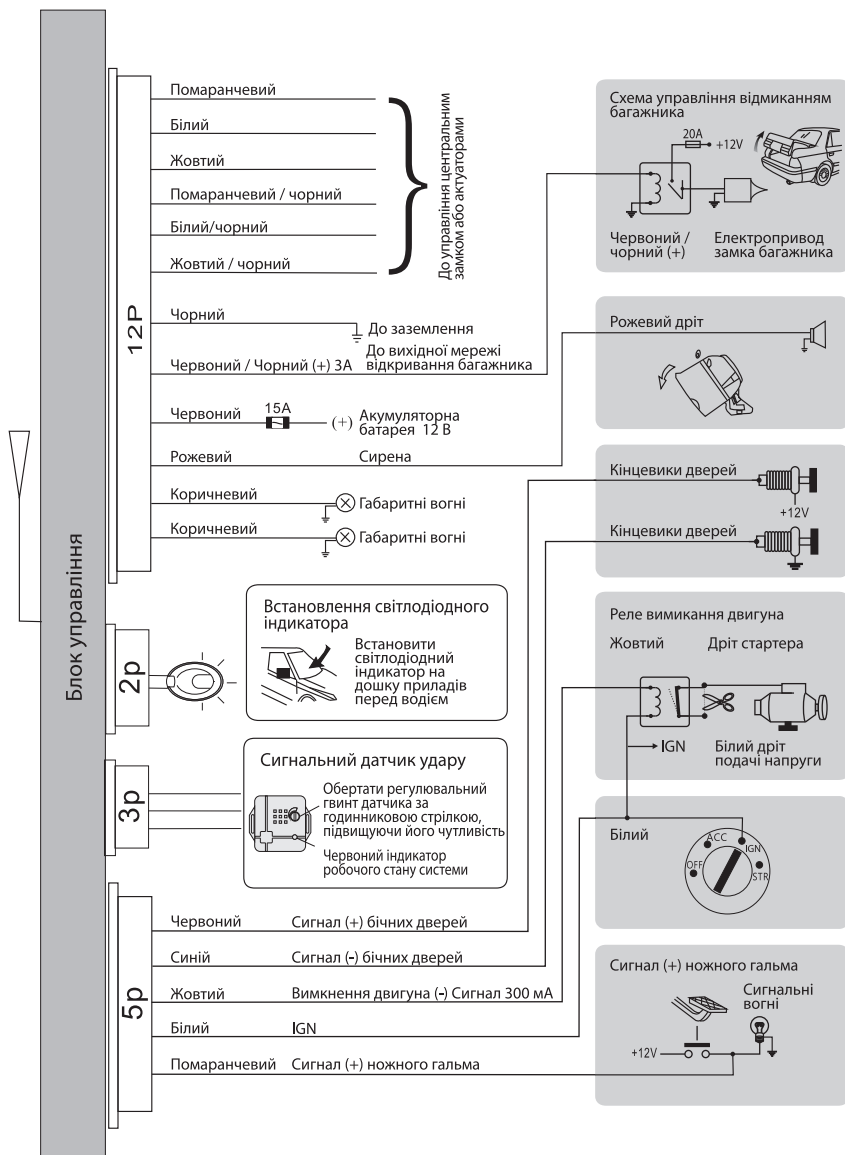 Блок управління
12P
Помаранчевий
Білий
Жовтий
Помаранчевий / чорний
Білий/чорний
Жовтий / чорний
До управління центральним
замком або актуаторами
Чорний
До заземлення
Червоний / Чорний (+) 3А
До вихідної мережі
відкривання багажника
Червоний
15A
(+) Акумуляторна
батарея 12 В
Рожевий
Сирена
Коричневий
Габаритні вогні
Коричневий
Габаритні вогні
2p
Встановлення світлодіодного
індикатора
Встановити
світлодіодний
індикатор на
дошку приладів
перед водієм
3p
Сигнальний датчик удару
Обертати регулювальний
гвинт датчика за
годинниковою стрілкою,
підвищуючи його чутливість
Червоний індикатор
робочого стану системи
5p
Червоний
Сигнал (+) бічних дверей
Синій
Сигнал (-) бічних дверей
Жовтий
Вимкнення двигуна (-) Сигнал 300 мА
Білий
IGN
Помаранчевий
Сигнал (+) ножного гальма
Схема управління відмиканням
багажника
20A
+12V
Червоний /
чорний (+)
Електропривод
замка багажника
Рожевий дріт
Кінцевики дверей
+12V
Кінцевики дверей
Реле вимикання двигуна
Жовтий
Дріт стартера
IGN
Білий дріт
подачі напруги
Білий
OFF
ACC
IGN
STR
Сигнал (+) ножного гальма
Сигнальні
вогні
+12V